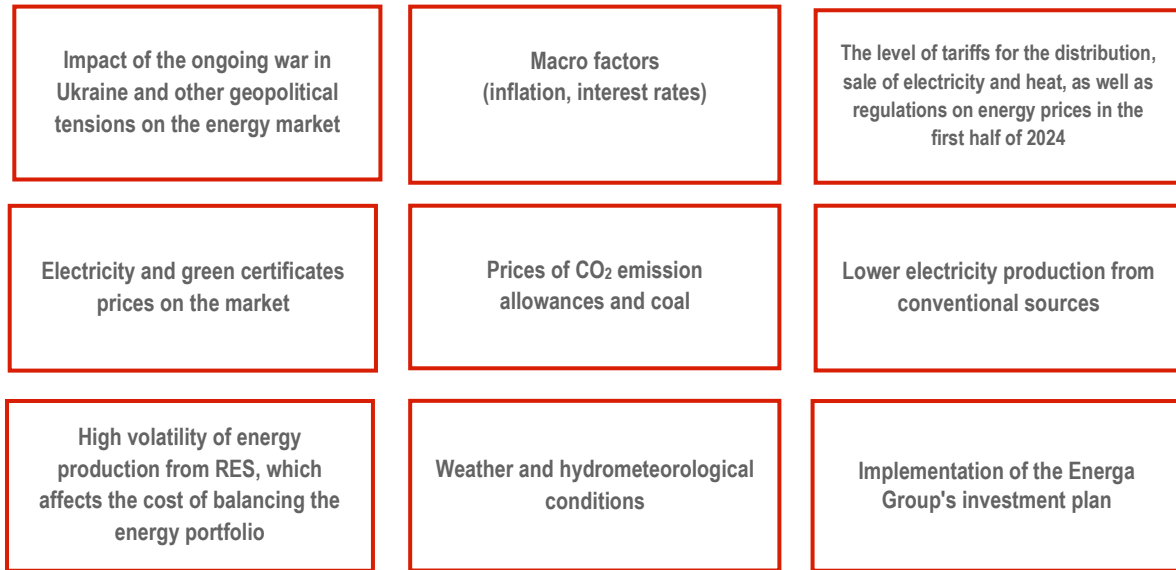 Impact of the ongoing war in
Ukraine and other geopolitical
tensions on the energy market
Macro factors
(inflation, interest rates)
The level of tariffs for the distribution,
sale of electricity and heat, as well as
regulations on energy prices in the
first half of 2024
Electricity and green certificates
prices on the market
Prices of CO₂ emission
allowances and coal
Lower electricity production from
conventional sources
High volatility of energy
production from RES, which
affects the cost of balancing the
energy portfolio
Weather and hydrometeorological
conditions
Implementation of the Energa
Group's investment plan